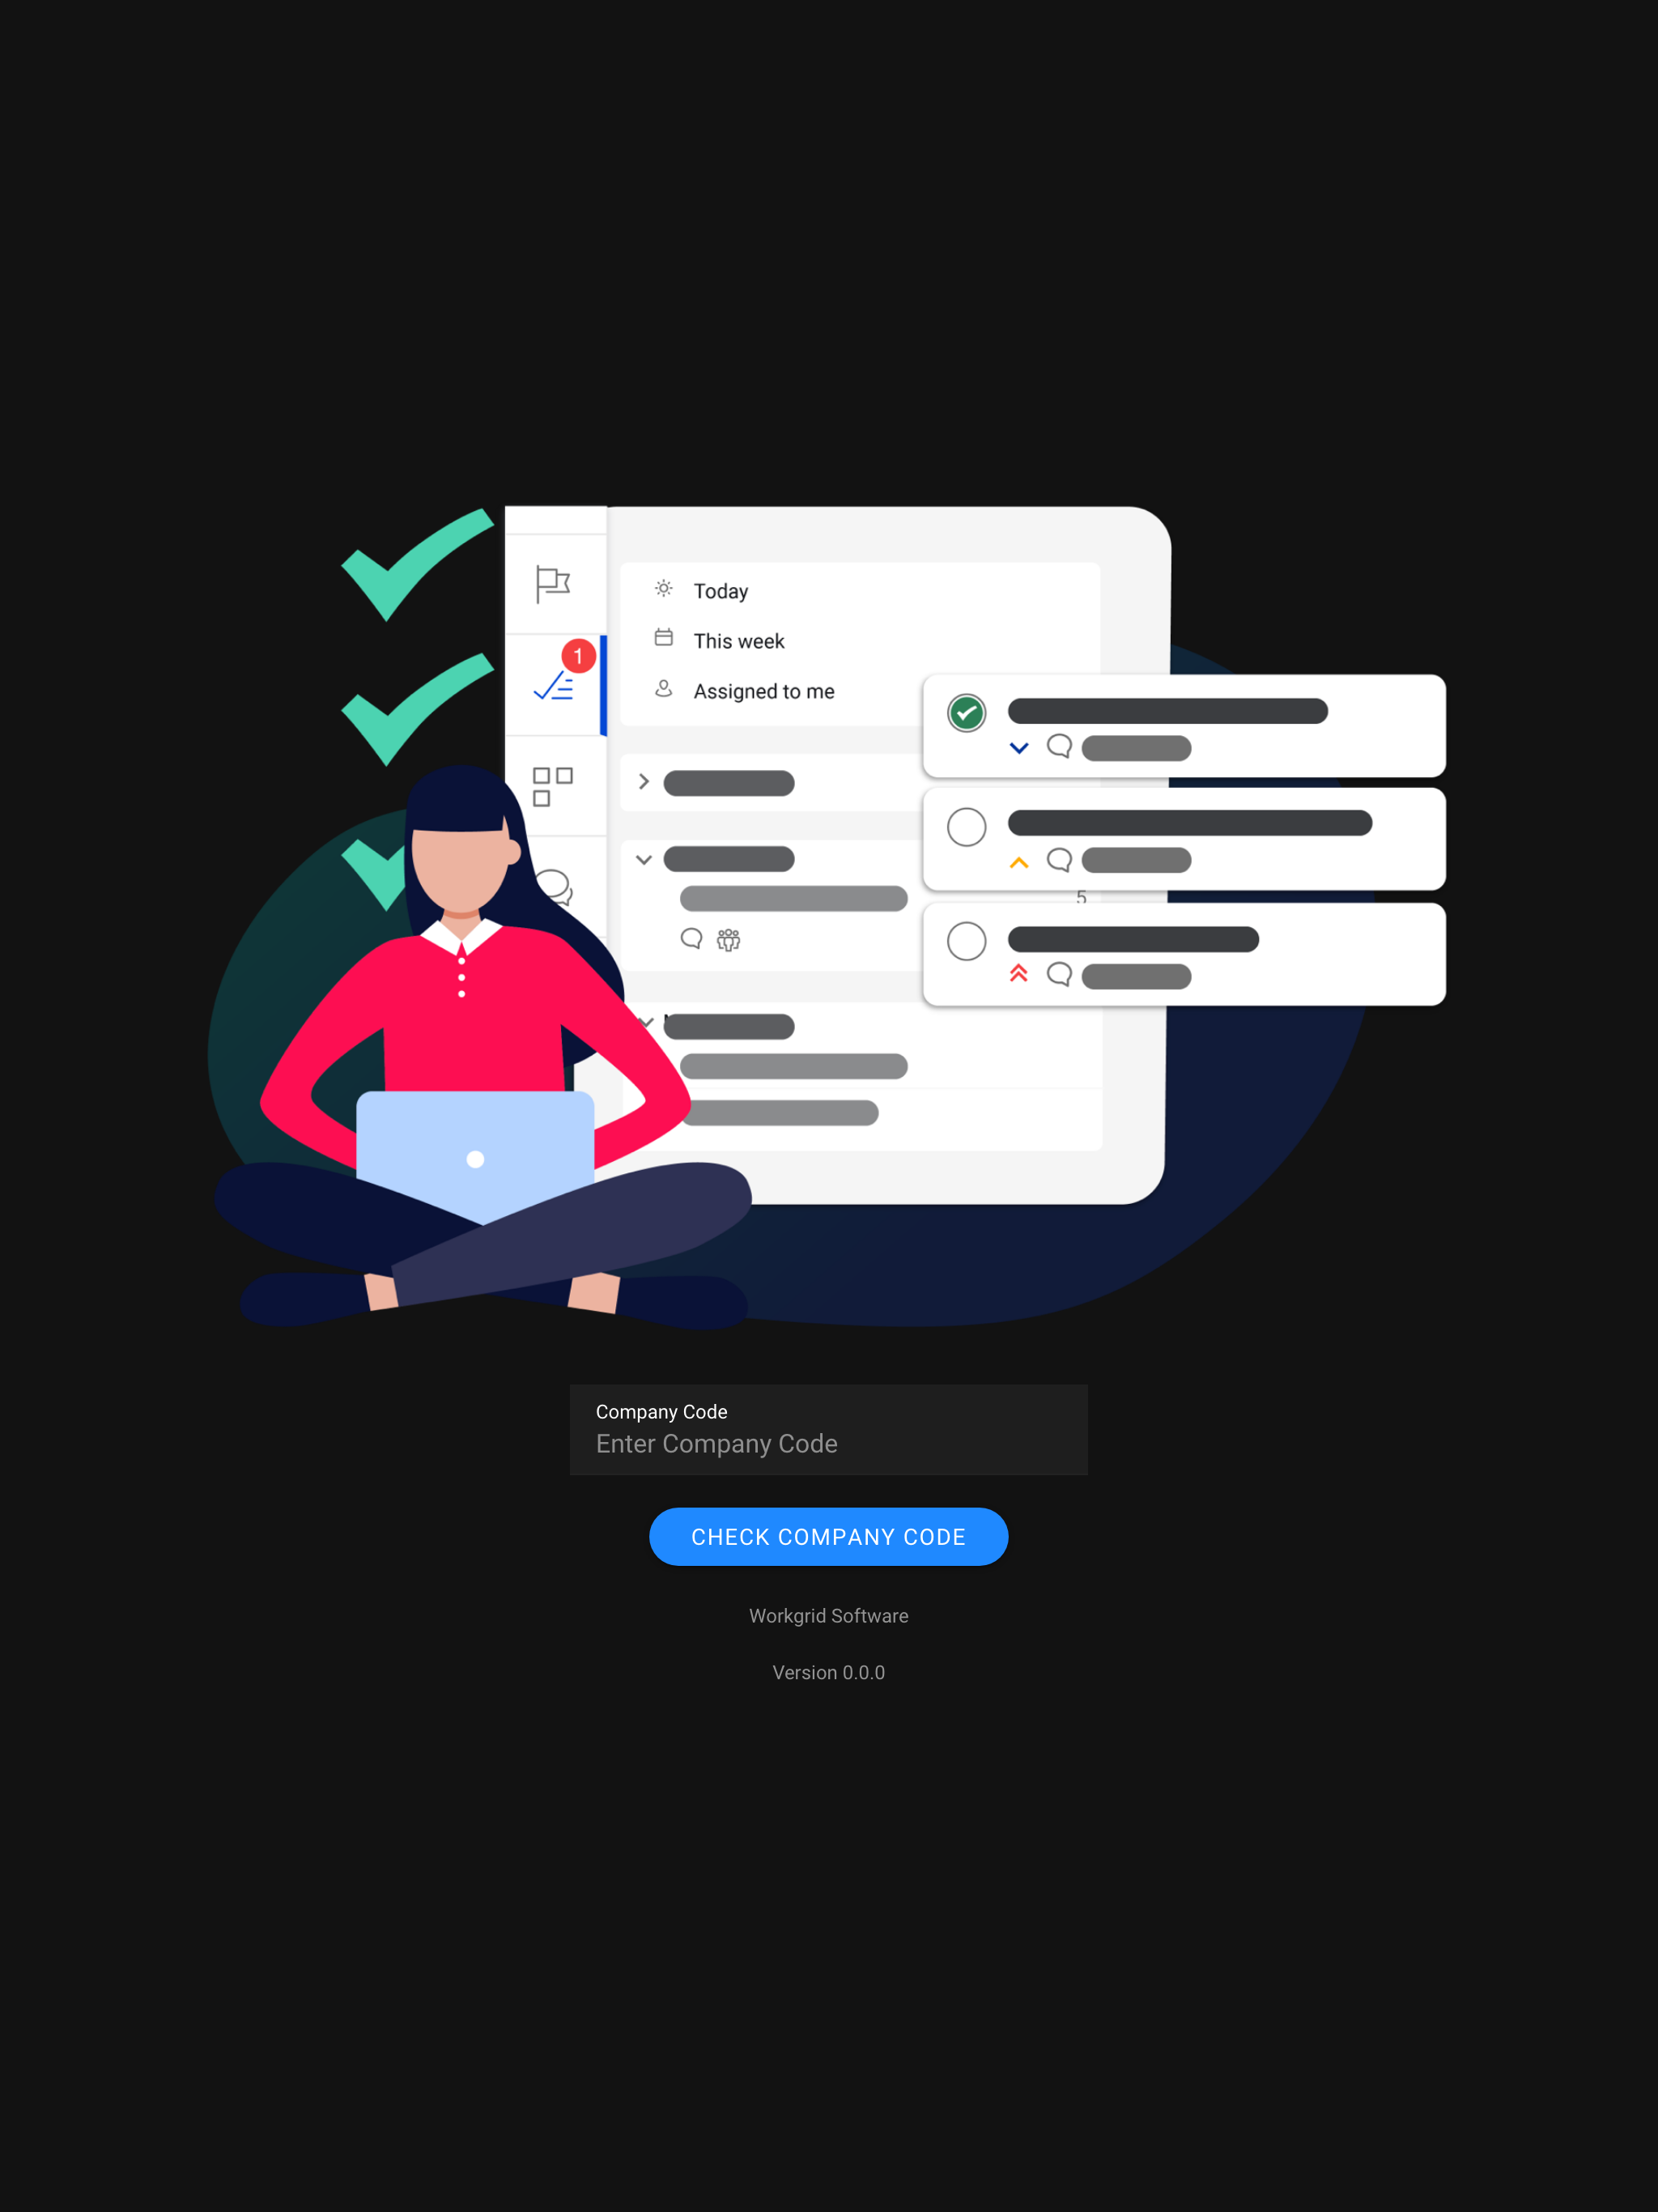 1
Today
This week
Assigned to me
5
Company Code
Enter Company Code
CHECK COMPANY CODE
Workgrid Software
Version 0.0.0